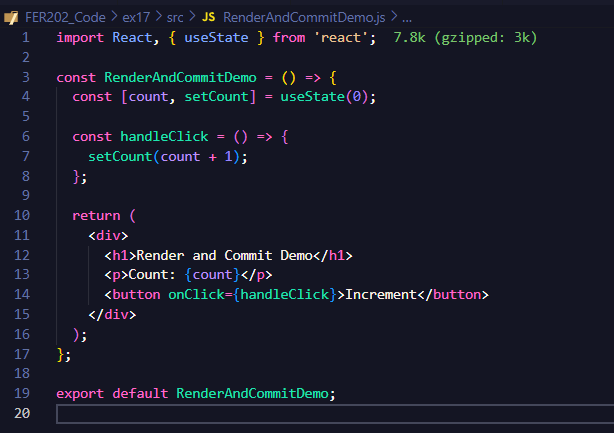 FER202_Code > ex17 > src > JS RenderAndCommitDemo.js > ...
1 import React, { useState } from 'react'; 7.8k (gzipped: 3k)
2
3 const RenderAndCommitDemo = () => {
4 const [count, setCount] = useState(0);
5
6 const handleClick = () => {
7 setCount(count + 1);
8 };
9
10 return (
11 <div>
12 <h1>Render and Commit Demo</h1>
13 <p>Count: {count}</p>
14 <button onClick={handleClick}>Increment</button>
15 </div>
16 );
17 };
18
19 export default RenderAndCommitDemo;
20